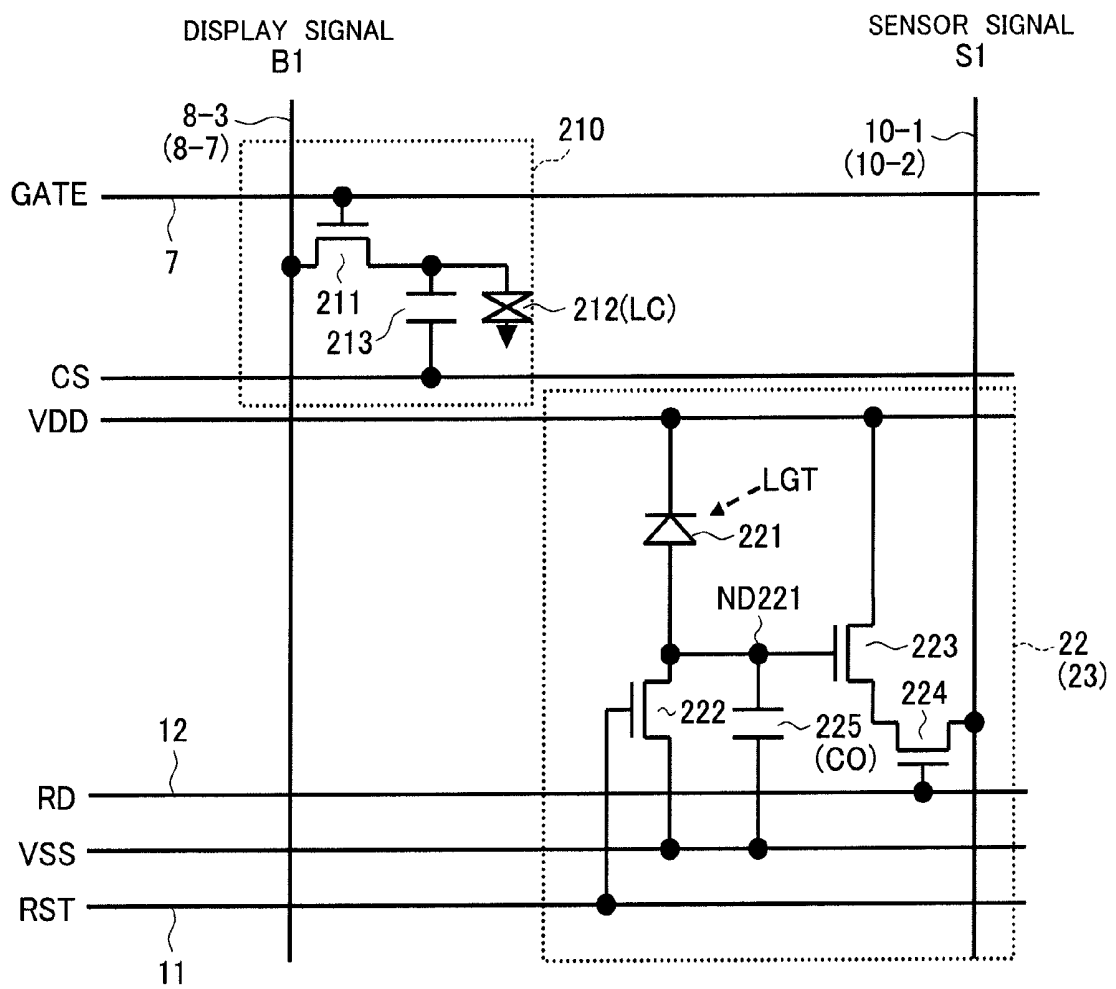 DISPLAY SIGNAL
B1
SENSOR SIGNAL
S1
8-3
(8-7)
210
10-1
(10-2)
GATE
7
211
213
212(LC)
CS
VDD
LGT
221
ND221
223
22
(23)
222
225
(CO)
224
12
RD
VSS
RST
11